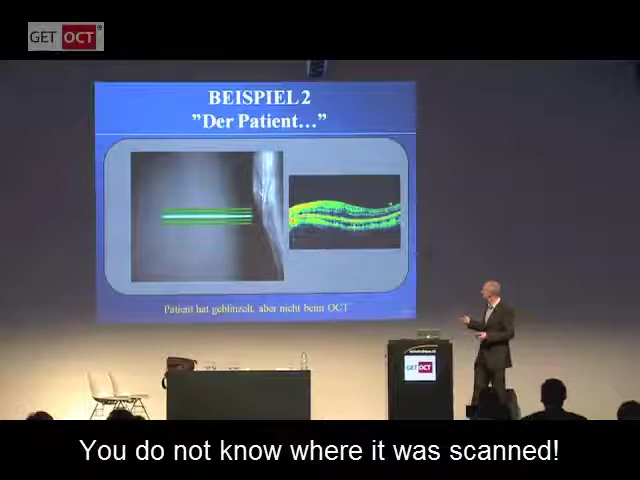 GET OCT®
BEISPIEL 2
”Der Patient…”
Patient hat geblinzelt, aber nicht beim OCT
GET OCT
You do not know where it was scanned!